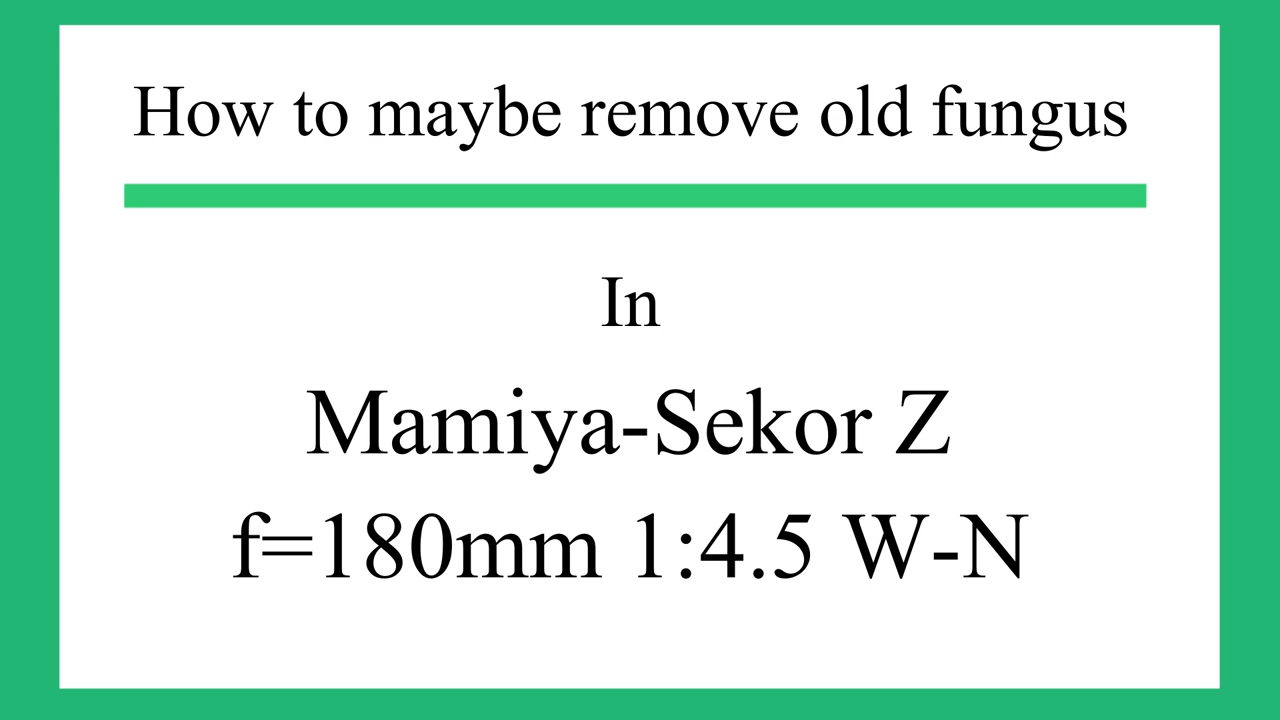 How to maybe remove old fungus
In
Mamiya-Sekor Z
f=180mm 1:4.5 W-N